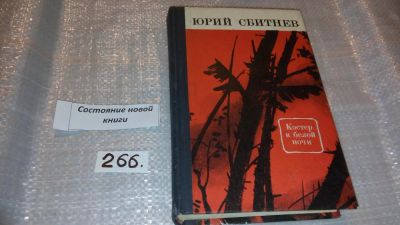 ЮРИЙ СБИТНЕВ
Костер
в белой
ночи
Состояние новой
книги
266.